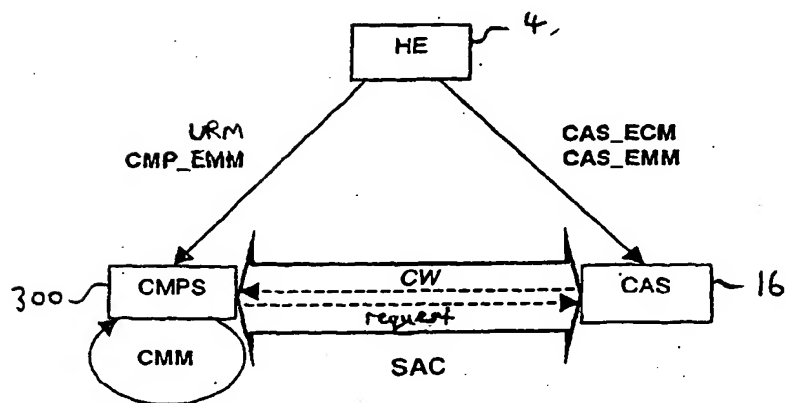 HE
4,
URM
CMP_EMM
CAS_ECM
CAS_EMM
300
CMPS
CW
request
CAS
16
CMM
SAC